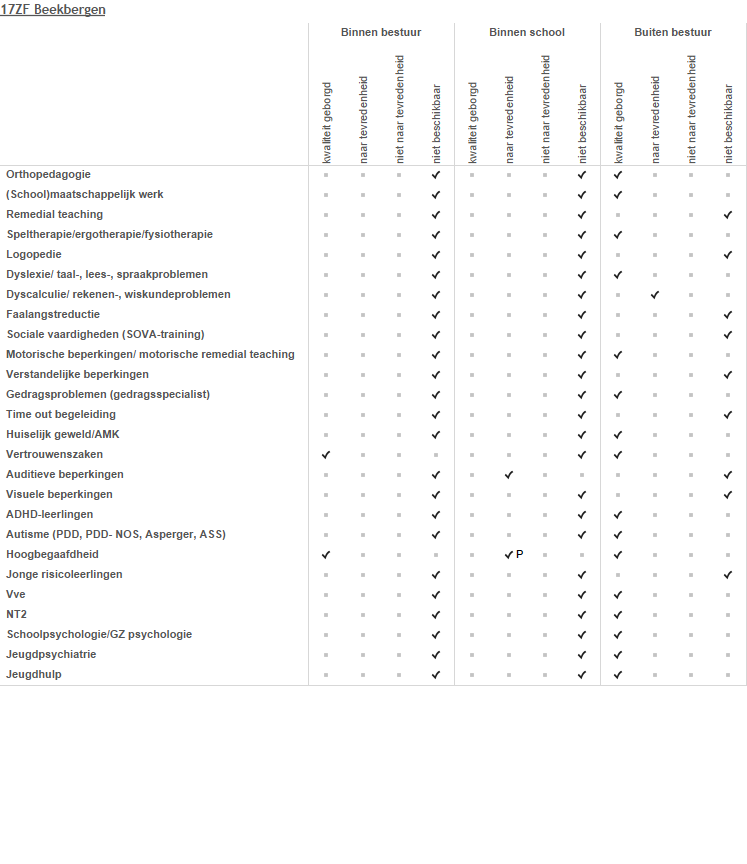 17ZF Beekbergen
Binnen bestuur Binnen school Buiten bestuur
kwaliteit geborgd naar tevredenheid niet naar tevredenheid niet beschikbaar kwaliteit geborgd naar tevredenheid niet naar tevredenheid niet beschikbaar kwaliteit geborgd naar tevredenheid niet naar tevredenheid niet beschikbaar
Orthopedagogie
(School)maatschappelijk werk
Remedial teaching
Speltherapie/ergotherapie/fysiotherapie
Logopedie
Dyslexie/ taal-, lees-, spraakproblemen
Dyscalculie/ rekenen-, wiskundeproblemen
Faalangstreductie
Sociale vaardigheden (SOVA-training)
Motorische beperkingen/ motorische remedial teaching
Verstandelijke beperkingen
Gedragsproblemen (gedragsspecialist)
Time out begeleiding
Huiselijk geweld/AMK
Vertrouwenszaken
Auditieve beperkingen
Visuele beperkingen
ADHD-leerlingen
Autisme (PDD, PDD- NOS, Asperger, ASS)
Hoogbegaafdheid P
Jonge risicoleerlingen
Vve
NT2
Schoolpsychologie/GZ psychologie
Jeugdpsychiatrie
Jeugdhulp